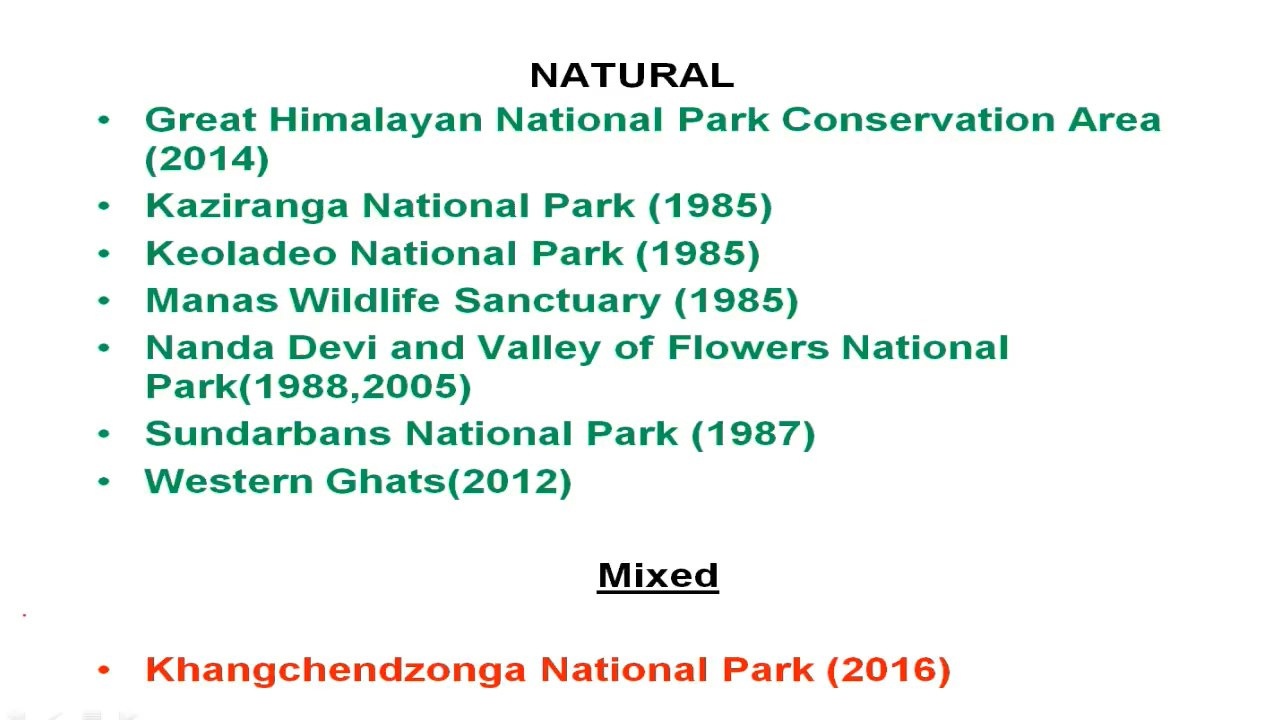 NATURAL
• Great Himalayan National Park Conservation Area
(2014)
• Kaziranga National Park (1985)
• Keoladeo National Park (1985)
• Manas Wildlife Sanctuary (1985)
• Nanda Devi and Valley of Flowers National
Park(1988,2005)
• Sundarbans National Park (1987)
• Western Ghats(2012)
Mixed
• Khangchendzonga National Park (2016)